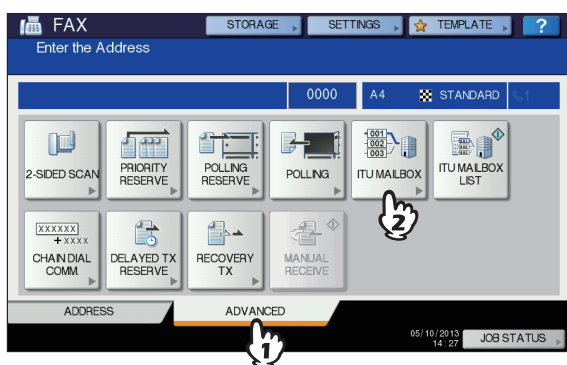 FAX
STORAGE
SETTINGS
TEMPLATE
?
Enter the Address
0000
A4
STANDARD
1
2-SIDED SCAN
PRIORITY
RESERVE
POLLING
RESERVE
POLLING
001
002
003
ITU MAILBOX
ITU MAILBOX
LIST
2
XXXXXX
+ XXXX
CHAIN DIAL
COMM.
DELAYED TX
RESERVE
RECOVERY
TX
MANUAL
RECEIVE
ADDRESS
ADVANCED
1
05/10/2013
14:27
JOB STATUS